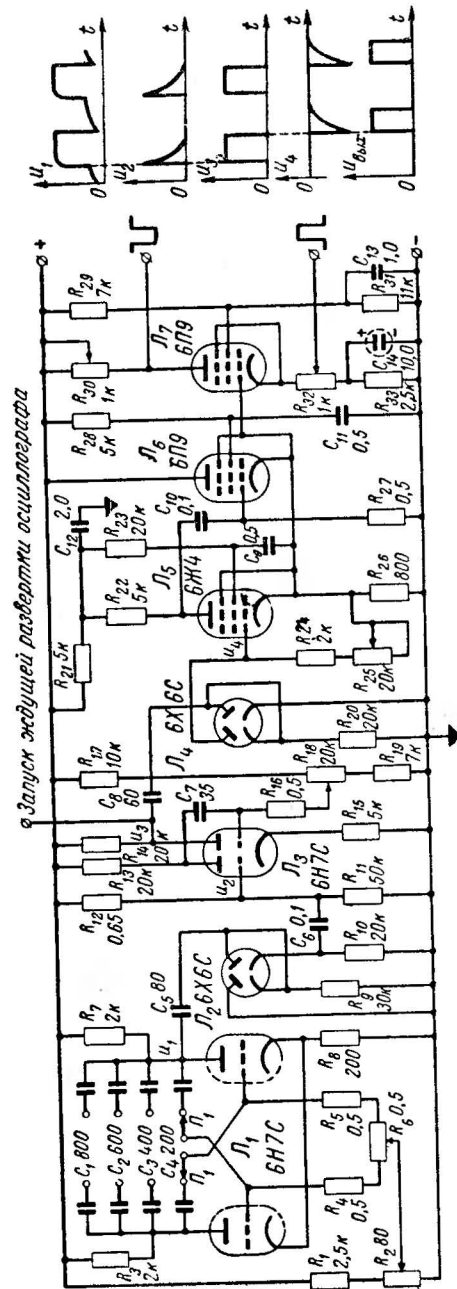 Запуск ждущей развертки осциллографа
+
C₁ 800
C₂ 600
C₃ 400
C₄ 200
П₁
П₁
R₃
2к
R₇
2к
u₁
Л₁
6Н7С
R₁
2,5к
R₂ 80
R₄
0,5
R₅
0,5
R₆ 0,5
R₈
200
C₅ 80
Л₂ 6Х6С
R₉
30к
R₁₀
20к
C₆ 0,1
R₁₁
50к
R₁₂
0,65
R₁₃
20к
R₁₄
20к
u₃
u₂
C₇
35
Л₃
6Н7С
R₁₅
5к
R₁₆
0,5
R₁₇
10к
R₁₈
20к
R₁₉
7к
C₈
60
Л₄
6Х6С
R₂₀
20к
R₂₁
5к
R₂₂
5к
R₂₃
20к
C₁₂ 2,0
Л₅
6Ж4
u₄
R₂₄
2к
R₂₅
20к
R₂₆
800
C₉ 0,5
C₁₀
0,1
R₂₇
0,5
Л₆
6П9
R₂₈
5к
C₁₁
0,5
Л₇
6П9
R₂₉
7к
R₃₀
1к
R₃₂
1к
R₃₃
2,5к
C₁₄
10,0
+
-
C₁₃
1,0
R₃₁
11к
-
u₁
0
t
u₂
0
t
u₃
0
t
u₄
0
t
uвых
0
t